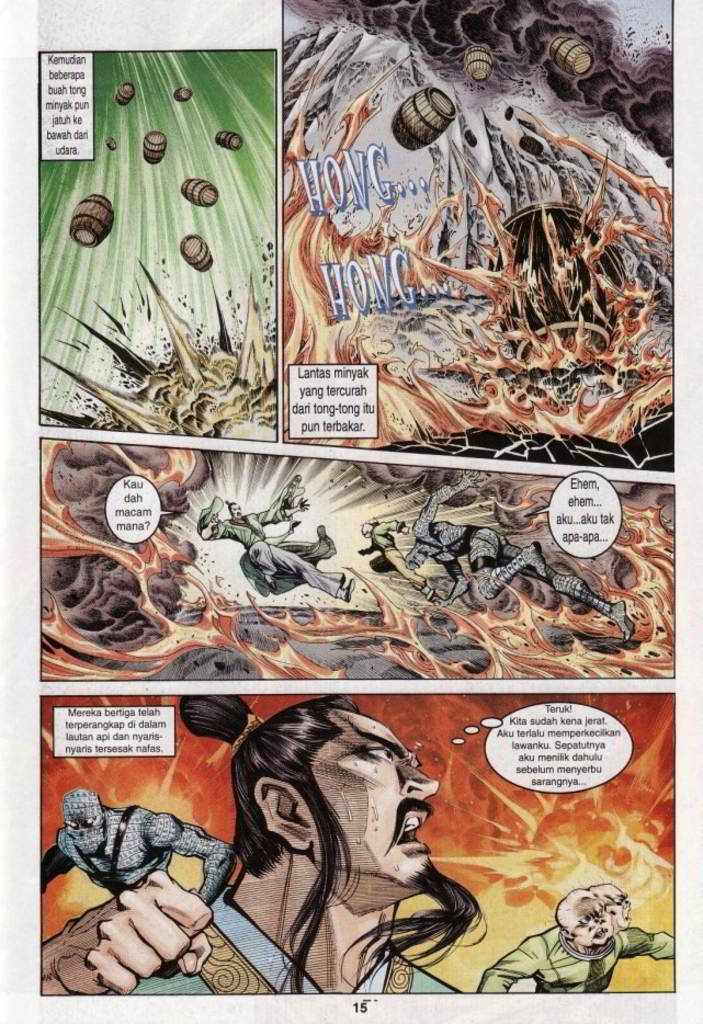 Kemudian
beberapa
buah tong
minyak pun
jatuh ke
bawah dari
udara.
HONG...
HONG...
Lantas minyak
yang tercurah
dari tong-tong itu
pun terbakar.
Kau
dah
macam
mana?
Ehem,
ehem...
aku...aku tak
apa-apa...
Mereka bertiga telah
terperangkap di dalam
lautan api dan nyaris-
nyaris tersesak nafas.
Teruk!
Kita sudah kena jerat.
Aku terlalu memperkecilkan
lawanku. Sepatutnya
aku menilik dahulu
sebelum menyerbu
sarangnya...
15